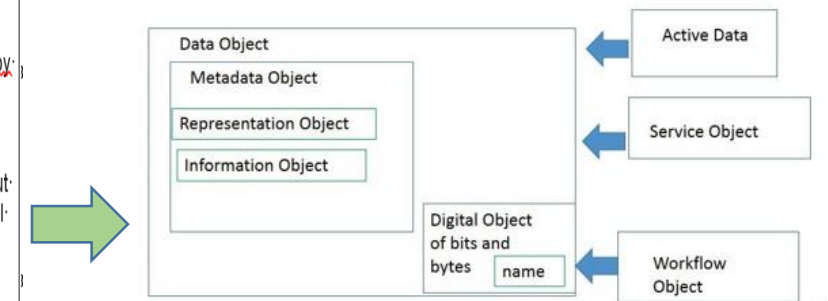 Data Object
Metadata Object
Representation Object
Information Object
Digital Object
of bits and
bytes
name
Active Data
Service Object
Workflow
Object